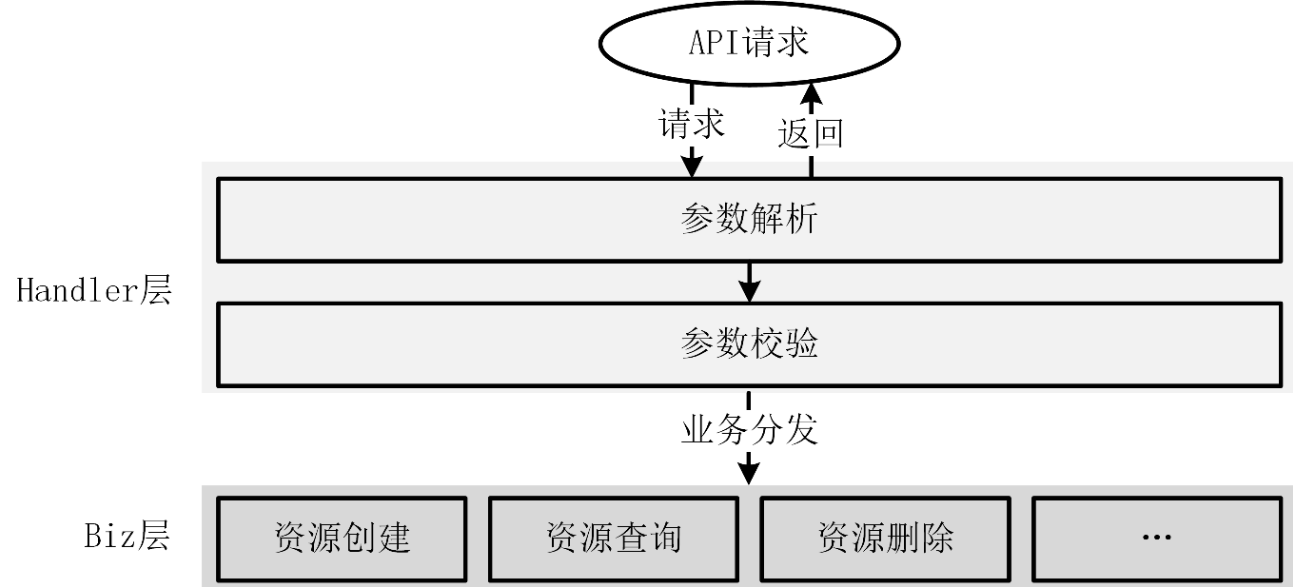 API请求
请求
返回
参数解析
Handler层
参数校验
业务分发
Biz层
资源创建
资源查询
资源删除
…